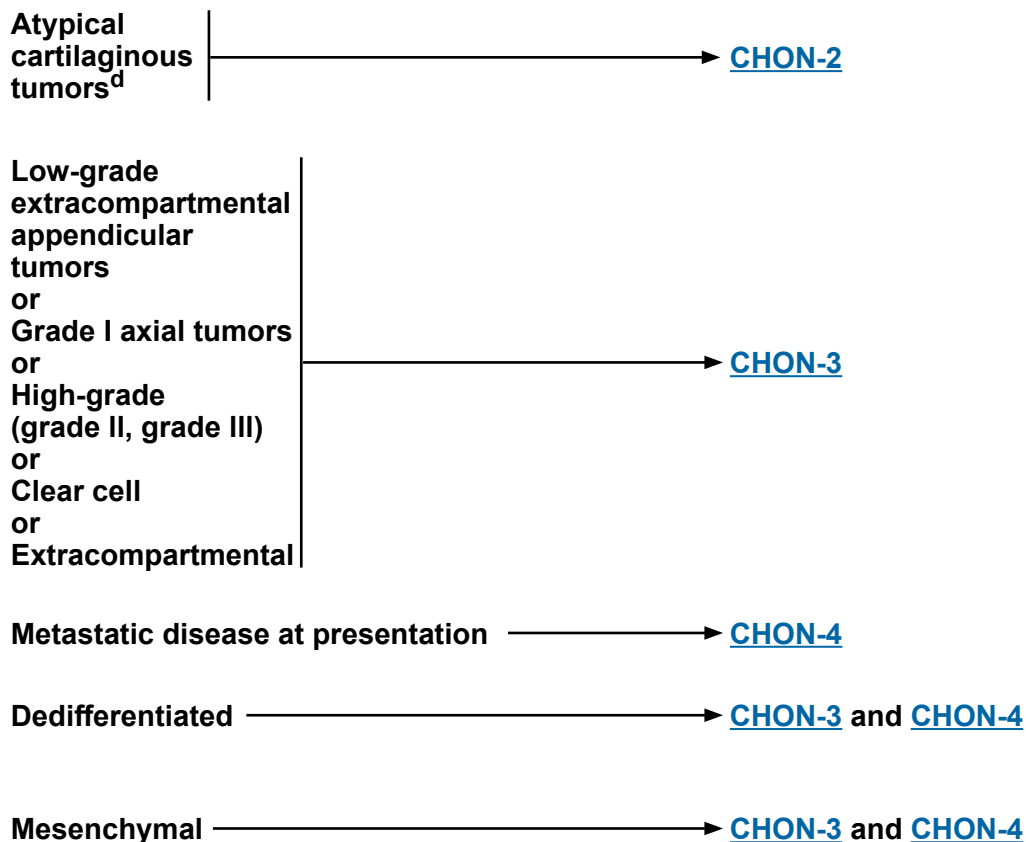 Atypical
cartilaginous
tumorsd
CHON-2
Low-grade
extracompartmental
appendicular
tumors
or
Grade I axial tumors
or
High-grade
(grade II, grade III)
or
Clear cell
or
Extracompartmental
CHON-3
Metastatic disease at presentation CHON-4
Dedifferentiated CHON-3 and CHON-4
Mesenchymal CHON-3 and CHON-4